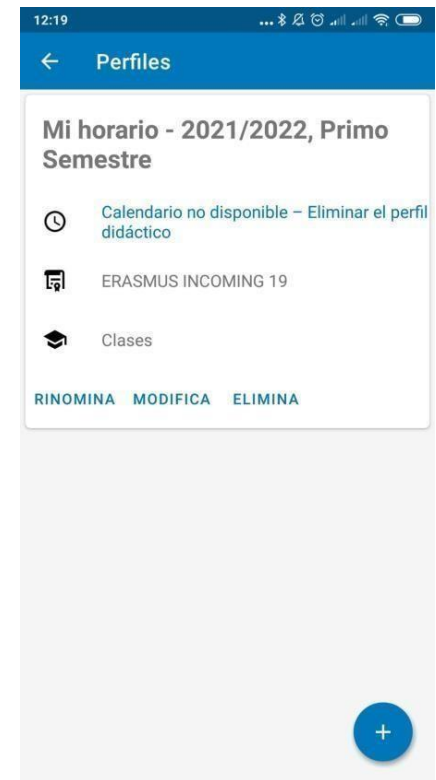 12:19
Perfiles
Mi horario - 2021/2022, Primo
Semestre
Calendario no disponible – Eliminar el perfil
didáctico
ERASMUS INCOMING 19
Clases
RINOMINA MODIFICA ELIMINA